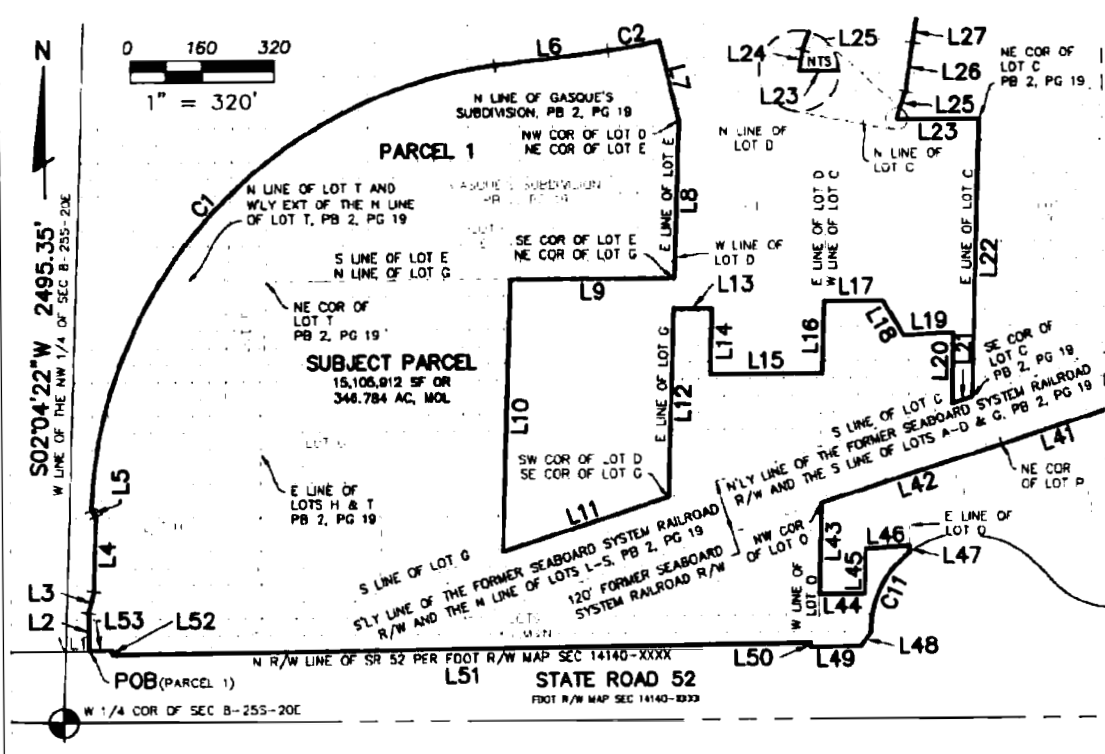 N
0 160 320
1" = 320'
L6
C2
L7
L24
L25
NTS
L23
L27
L26
L25
L23
NE COR OF
LOT C
PB 2, PG 19
N LINE OF GASQUE'S
SUBDIVISION, PB 2, PG 19
NW COR OF LOT D
NE COR OF LOT E
N LINE OF
LOT D
N LINE OF
LOT C
PARCEL 1
C1
N LINE OF LOT T AND
W'LY EXT OF THE N LINE
OF LOT T, PB 2, PG 19
E LINE OF LOT E
L8
SE COR OF LOT E
NE COR OF LOT G
W LINE OF
LOT D
E LINE OF LOT D
W LINE OF LOT C
E LINE OF LOT C
L22
S LINE OF LOT E
N LINE OF LOT G
L9
L13
L17
L18
L19
NE COR OF
LOT T
PB 2, PG 19
SUBJECT PARCEL
15,105,912 SF OR
346.784 AC, MOL
S02°04'22"W 2495.35'
W LINE OF THE NW 1/4 OF SEC 8-25S-20E
L10
E LINE OF LOT G
L12
L14
L15
L16
L20
L21
SE COR OF
LOT C
PB 2, PG 19
S LINE OF LOT C
N'LY LINE OF THE FORMER SEABOARD SYSTEM RAILROAD
R/W AND THE S LINE OF LOTS A-D & G, PB 2, PG 19
L41
L42
NE COR
OF LOT P
SW COR OF LOT D
SE COR OF LOT G
L11
E LINE OF
LOTS H & T
PB 2, PG 19
L5
L4
L3
L2
L1
L53
L52
S LINE OF LOT G
S'LY LINE OF THE FORMER SEABOARD SYSTEM RAILROAD
R/W AND THE N LINE OF LOTS L-S, PB 2, PG 19
120' FORMER SEABOARD
SYSTEM RAILROAD R/W
NW COR
OF LOT O
W LINE OF
LOT O
L43
L44
L45
L46
E LINE OF
LOT O
L47
C11
L48
L49
L50
N R/W LINE OF SR 52 PER FDOT R/W MAP SEC 14140-XXXX
L51
STATE ROAD 52
FDOT R/W MAP SEC 14140-XXXX
POB (PARCEL 1)
W 1/4 COR OF SEC 8-25S-20E